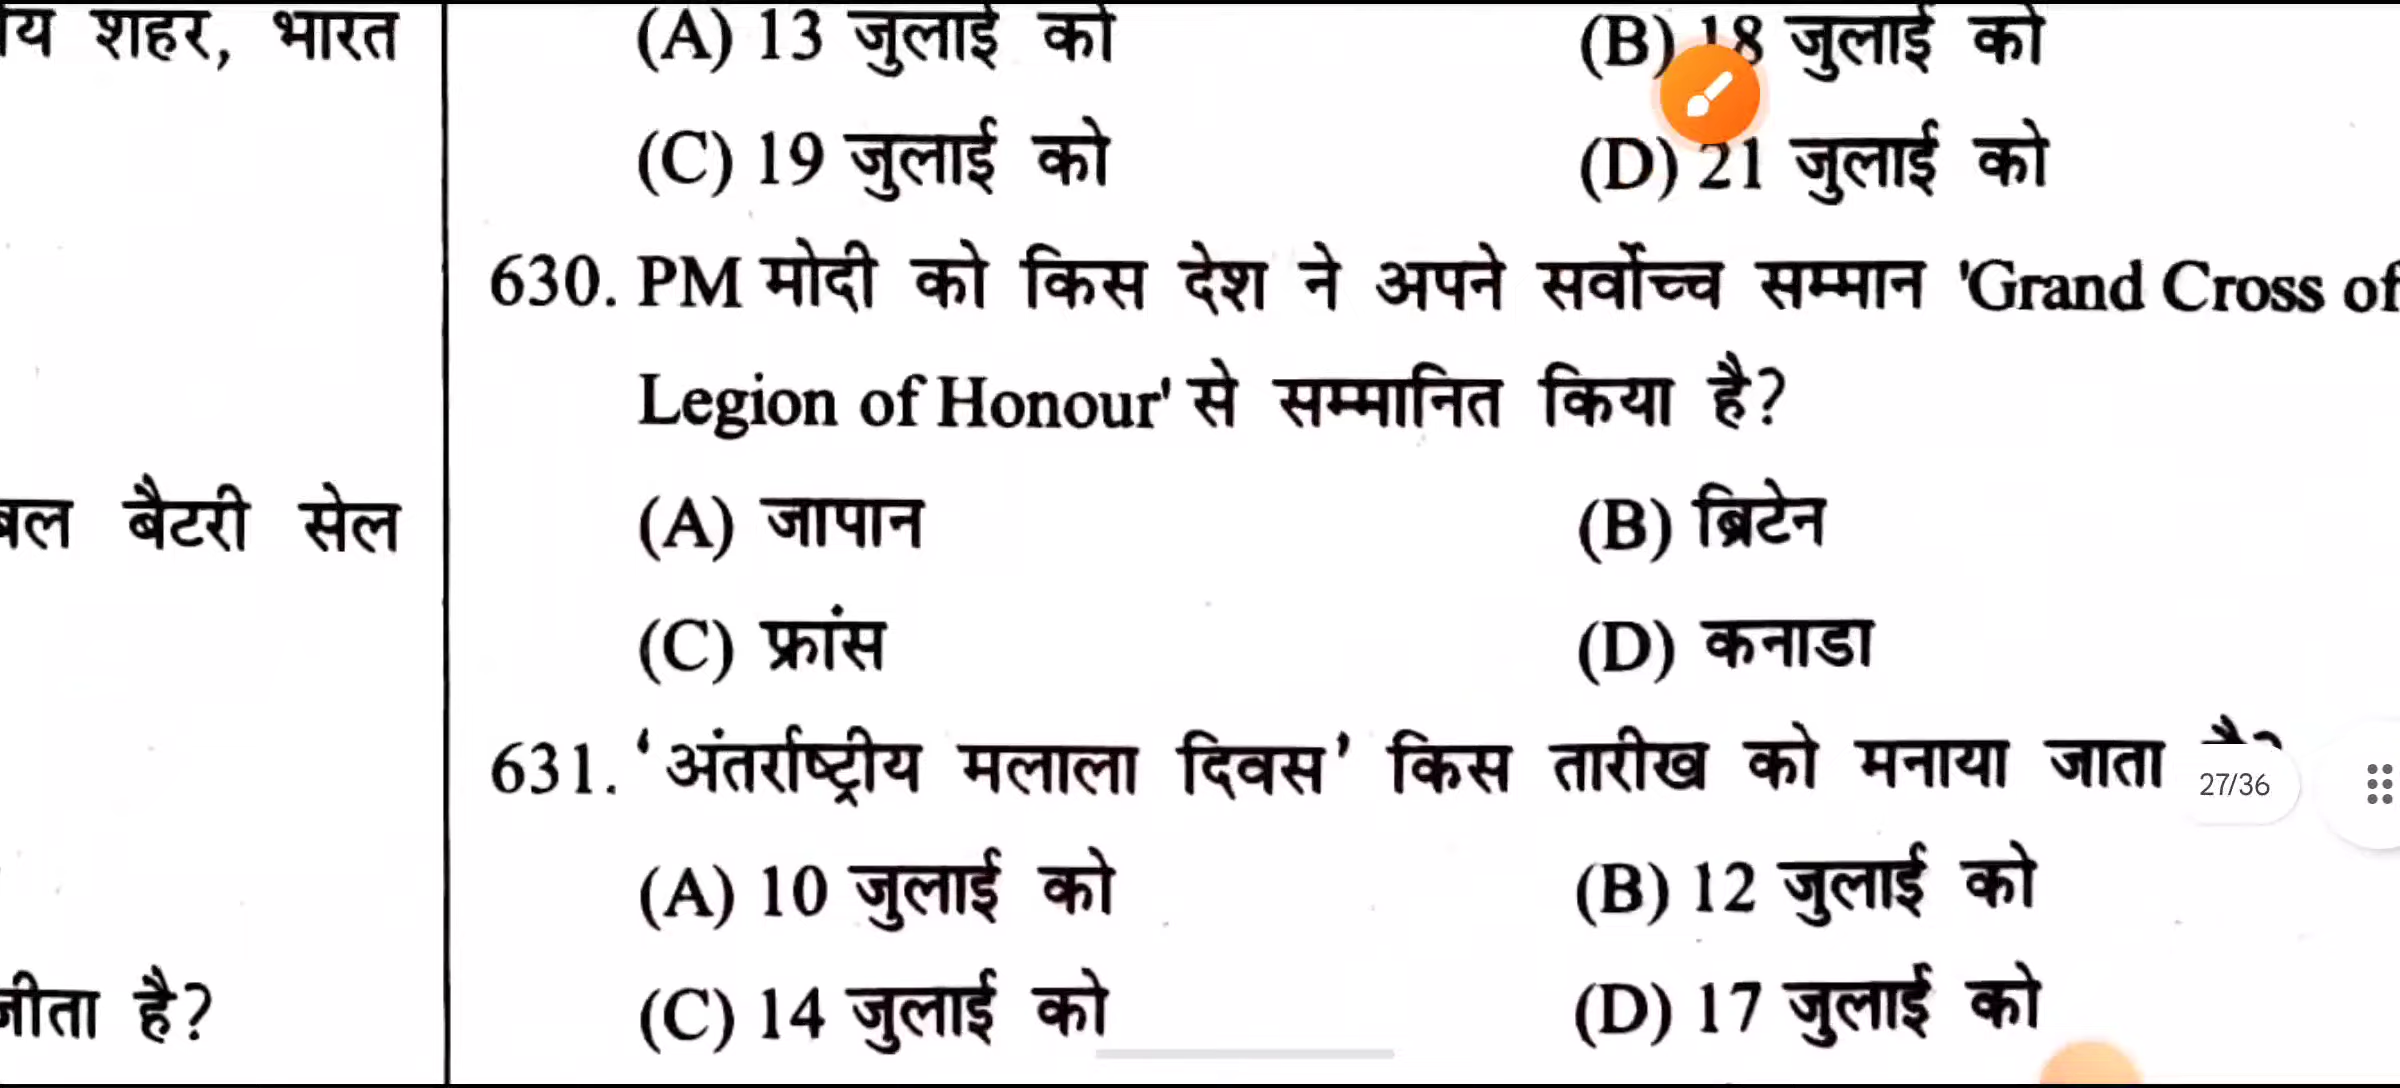 य शहर, भारत
बैटरी सेल
है?
(A) 13 जुलाई को (B) 18 जुलाई को
(C) 19 जुलाई को (D) 21 जुलाई को
630. PM मोदी को किस देश ने अपने सर्वोच्च सम्मान 'Grand Cross of
Legion of Honour' से सम्मानित किया है?
(A) जापान (B) ब्रिटेन
(C) फ्रांस (D) कनाडा
631. ‘अंतर्राष्ट्रीय मलाला दिवस’ किस तारीख को मनाया जाता
27/36
(A) 10 जुलाई को (B) 12 जुलाई को
(C) 14 जुलाई को (D) 17 जुलाई को